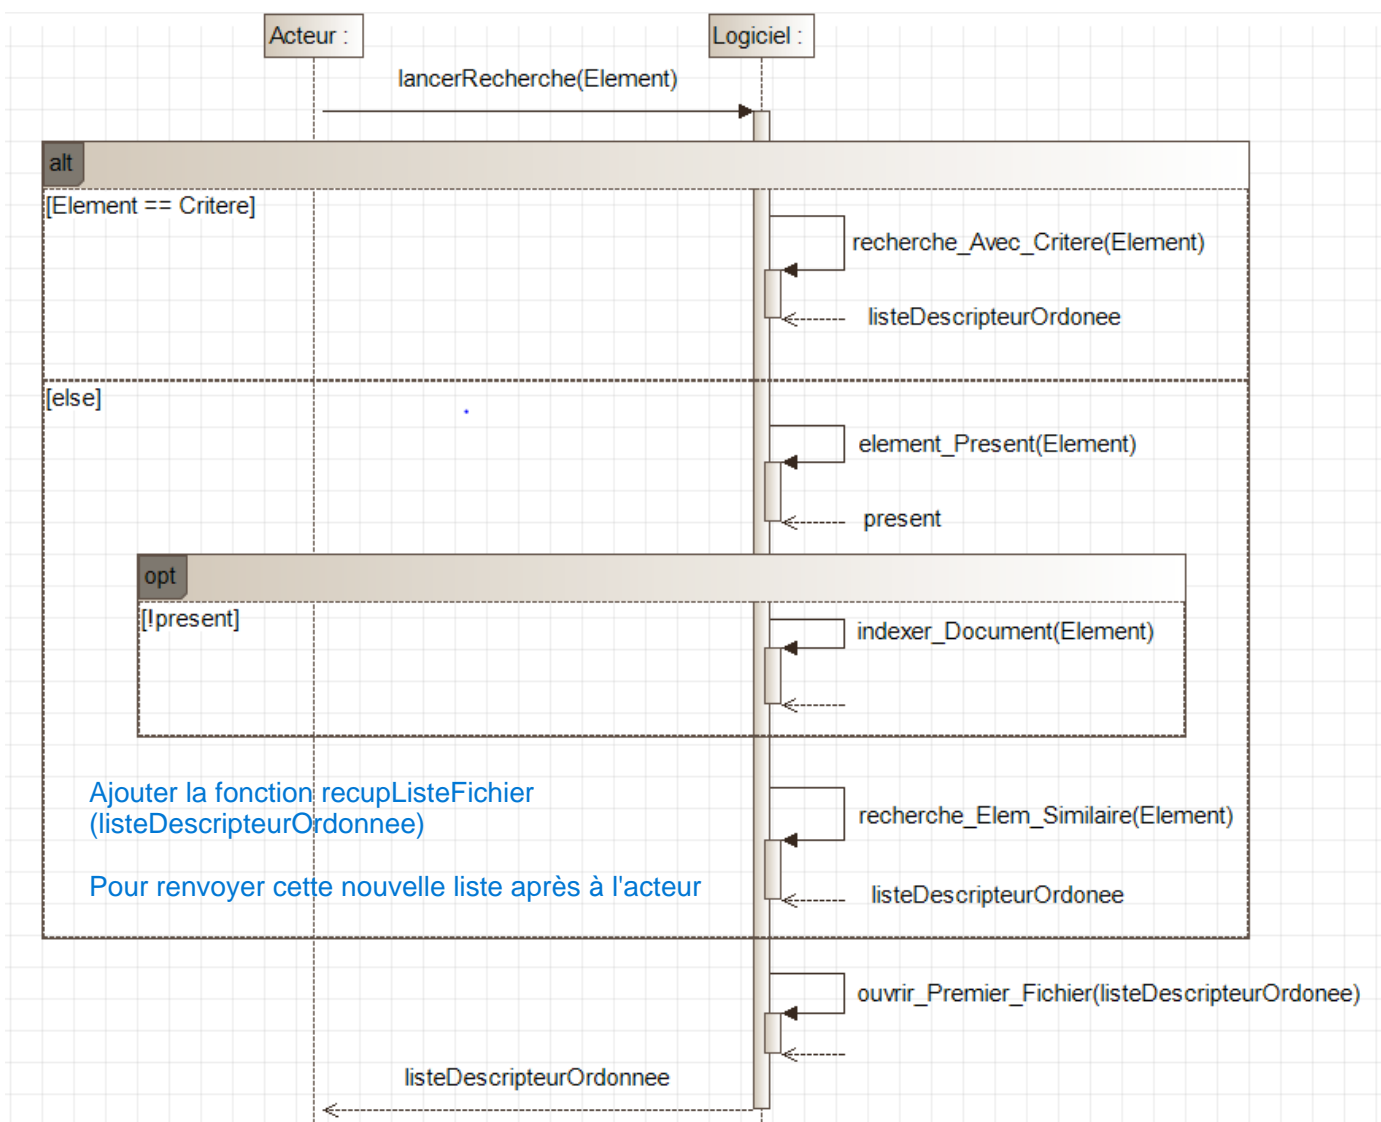 Acteur :
Logiciel :
lancerRecherche(Element)
alt
[Element == Critere]
recherche_Avec_Critere(Element)
listeDescripteurOrdonee
[else]
element_Present(Element)
present
opt
[!present]
indexer_Document(Element)
Ajouter la fonction recupListeFichier
(listeDescripteurOrdonnee)
recherche_Elem_Similaire(Element)
Pour renvoyer cette nouvelle liste après à l'acteur
listeDescripteurOrdonee
ouvrir_Premier_Fichier(listeDescripteurOrdonee)
listeDescripteurOrdonnee